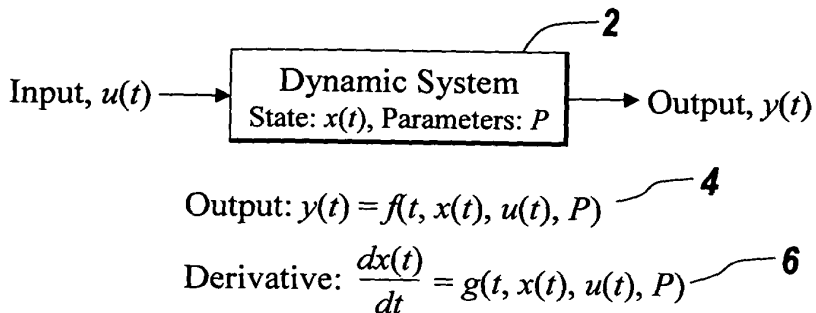 2
Input, u(t)
Dynamic System
State: x(t), Parameters: P
Output, y(t)
Output: y(t) = f(t, x(t), u(t), P)
4
Derivative: dx(t)/dt = g(t, x(t), u(t), P)
6